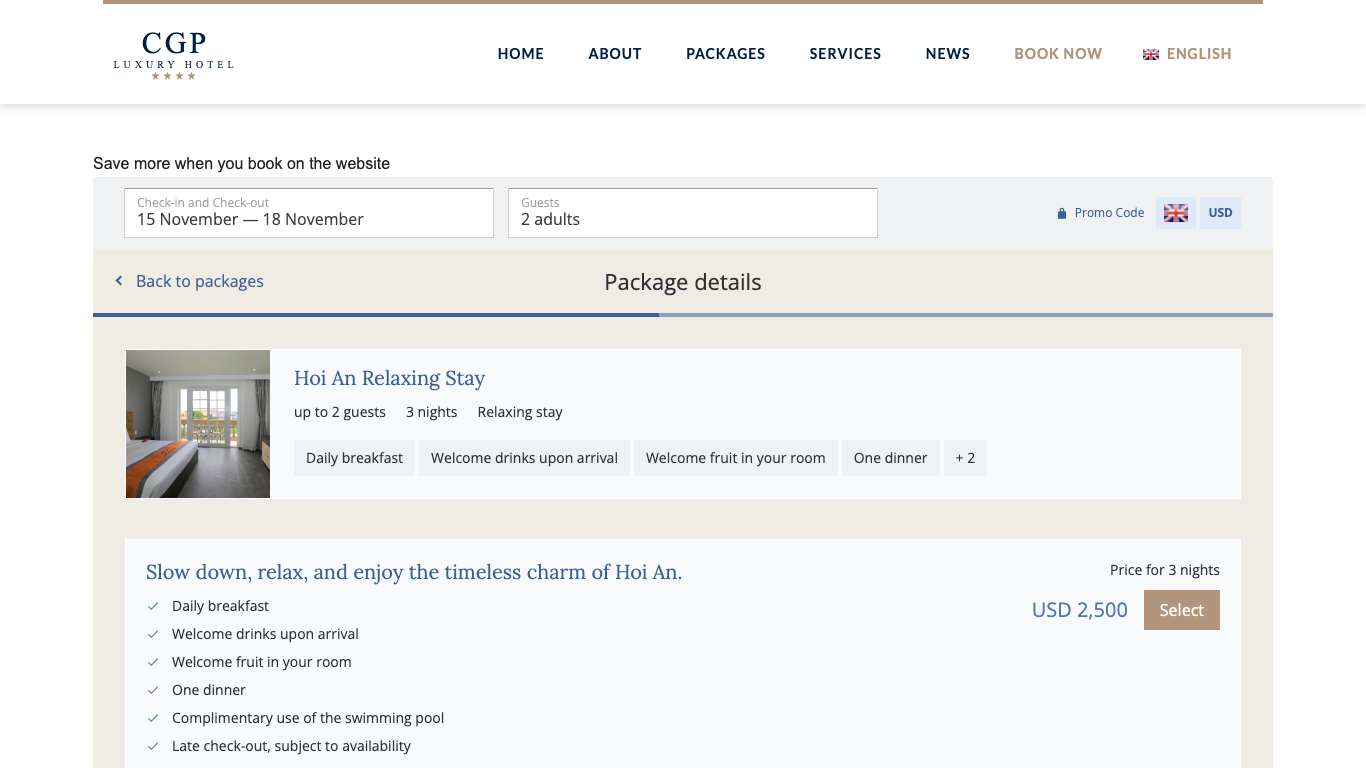 CGP
LUXURY HOTEL
HOME ABOUT PACKAGES SERVICES NEWS BOOK NOW ENGLISH
Save more when you book on the website
Check-in and Check-out
15 November — 18 November
Guests
2 adults
Promo Code
USD
Back to packages
Package details
Hoi An Relaxing Stay
up to 2 guests 3 nights Relaxing stay
Daily breakfast Welcome drinks upon arrival Welcome fruit in your room One dinner + 2
Slow down, relax, and enjoy the timeless charm of Hoi An.
Price for 3 nights
USD 2,500 Select
Daily breakfast
Welcome drinks upon arrival
Welcome fruit in your room
One dinner
Complimentary use of the swimming pool
Late check-out, subject to availability